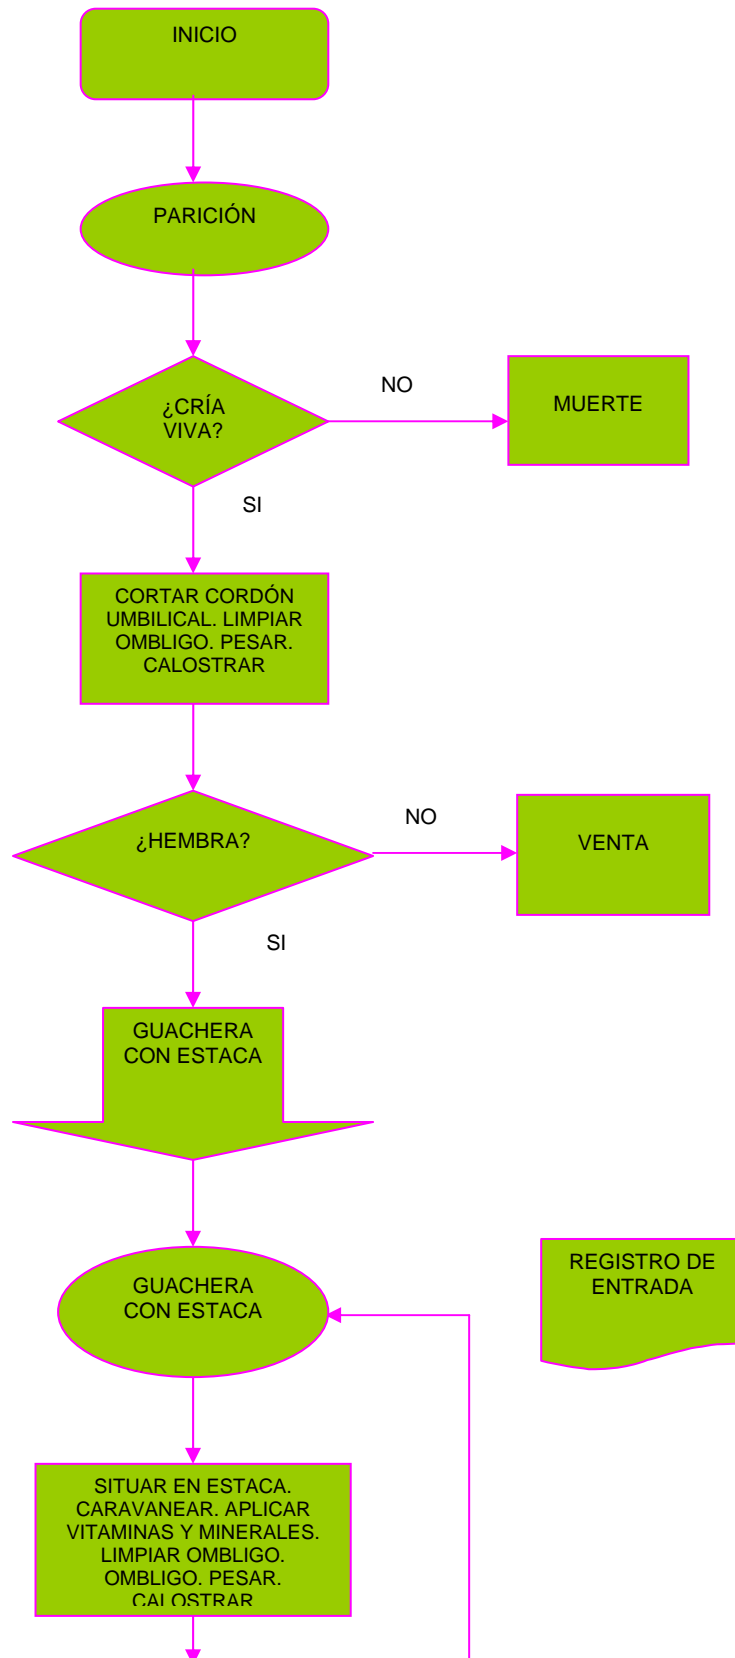 INICIO
PARICIÓN
¿CRÍA
VIVA?
NO
MUERTE
SI
CORTAR CORDÓN
UMBILICAL. LIMPIAR
OMBLIGO. PESAR.
CALOSTRAR
¿HEMBRA?
NO
VENTA
SI
GUACHERA
CON ESTACA
GUACHERA
CON ESTACA
REGISTRO DE
ENTRADA
SITUAR EN ESTACA.
CARAVANEAR. APLICAR
VITAMINAS Y MINERALES.
LIMPIAR OMBLIGO.
OMBLIGO. PESAR.
CALOSTRAR